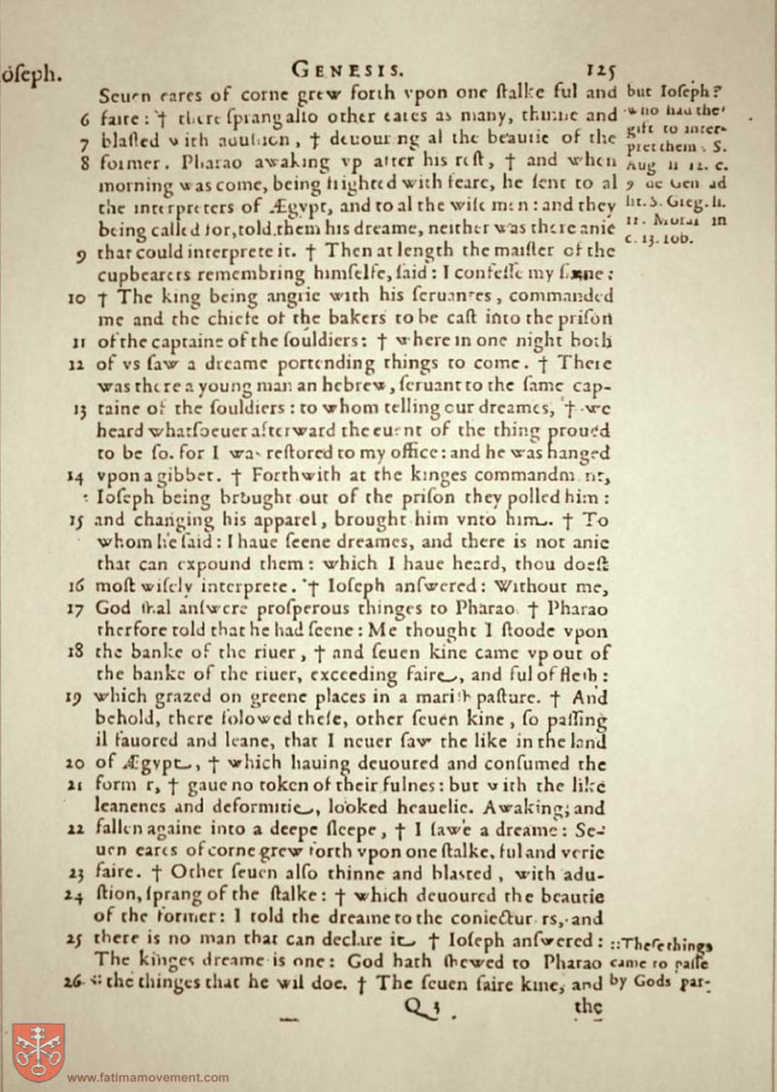 oſeph.
GENESIS.
125
Seuen eares of corne grew forth vpon one ſtalke ful and
6 faire: † there ſprang alſo other eares as many, thinne and
7 blaſted with aduſtion, † deuouring al the beautie of the
8 former. Pharao awaking vp after his reſt, † and when
morning was come, being frighted with feare, he ſent to al
the interpreters of Ægypt, and to al the wiſe men: and they
being called for, told them his dreame, neither was there anie
9 that could interprete it. † Then at length the maiſter of the
cupbearers remembring himſelfe, ſaid: I confeſſe my ſinne:
10 † The king being angrie with his ſeruantes, commanded
me and the chiefe of the bakers to be caſt into the priſon
11 of the captaine of the ſouldiers: † where in one night both
12 of vs ſaw a dreame portending things to come. † There
was there a young man an hebrew, ſeruant to the ſame cap-
13 taine of the ſouldiers: to whom telling our dreames, † we
heard whatſoeuer afterward the euent of the thing proued
to be ſo. for I was reſtored to my office: and he was hanged
14 vpon a gibbet. † Forthwith at the kinges commandment,
Ioſeph being brought out of the priſon they polled him:
15 and changing his apparel, brought him vnto him. † To
whom he ſaid: I haue ſeene dreames, and there is not anie
that can expound them: which I haue heard, thou doeſt
16 moſt wiſely interprete. † Ioſeph anſwered: Without me,
17 God ſhal anſwere proſperous thinges to Pharao. † Pharao
therfore told that he had ſeene: Me thought I ſtoode vpon
18 the banke of the riuer, † and ſeuen kine came vp out of
the banke of the riuer, exceeding faire, and ful of fleſh:
19 which grazed on greene places in a mariſh paſture. † And
behold, there folowed theſe, other ſeuen kine, ſo paſſing
il fauored and leane, that I neuer ſaw the like in the land
20 of Ægypt, † which hauing deuoured and conſumed the
21 former, † gaue no token of their fulnes: but with the like
leanenes and deformitie, looked heauelie. Awaking, and
22 fallen againe into a deepe ſleepe, † I ſawe a dreame: Se-
uen eares of corne grew forth vpon one ſtalke, ful and verie
23 faire. † Other ſeuen alſo thinne and blasted, with adu-
24 ſtion, ſprang of the ſtalke: † which deuoured the beautie
of the former: I told the dreame to the coniecturers, and
25 there is no man that can declare it. † Ioſeph anſwered:
The kinges dreame is one: God hath ſhewed to Pharao
26 :: the thinges that he wil doe. † The ſeuen faire kine, and
Q3
the
but Ioſeph?
who had the
gift to inter-
pret them. S.
Aug li 12. c.
9 de Gen ad
lit. S. Greg. li.
11. Moral in
c. 13. Iob.
:: Theſe things
came to paſſe
by Gods par-
www.fatimamovement.com